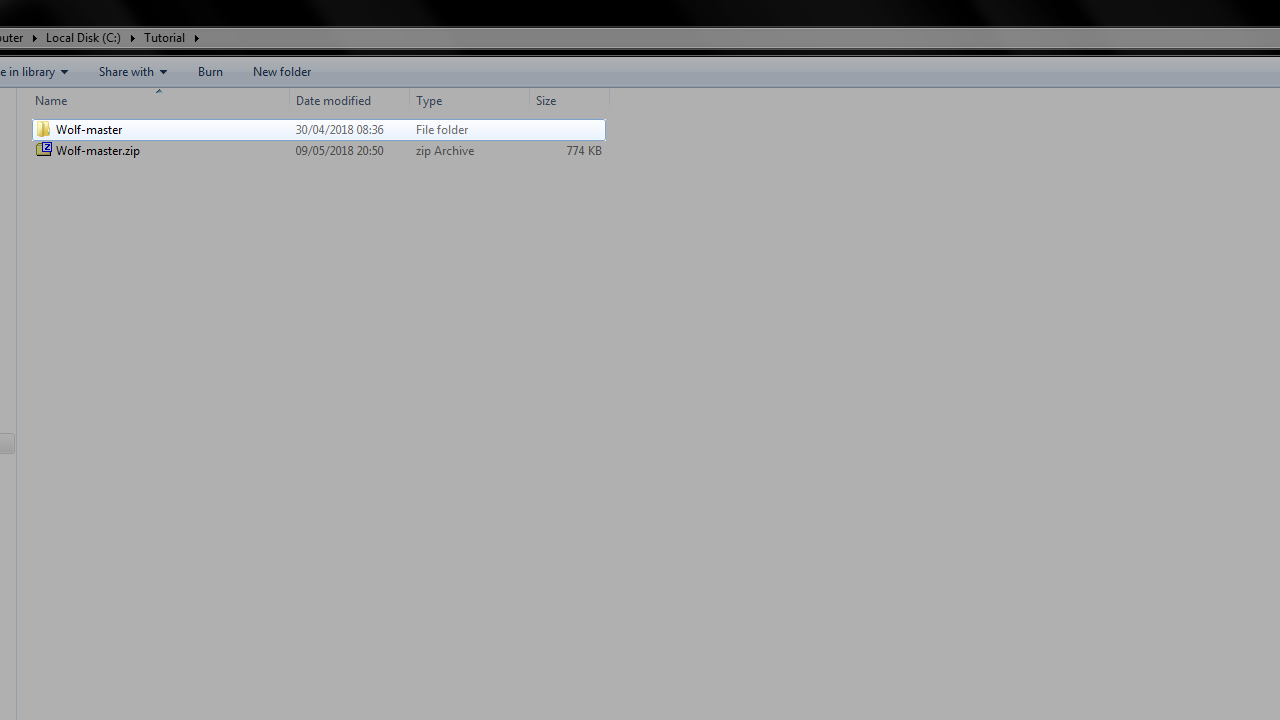 outer Local Disk (C:) Tutorial
e in library Share with Burn New folder
Name Date modified Type Size
Wolf-master 30/04/2018 08:36 File folder
Wolf-master.zip 09/05/2018 20:50 zip Archive 774 KB